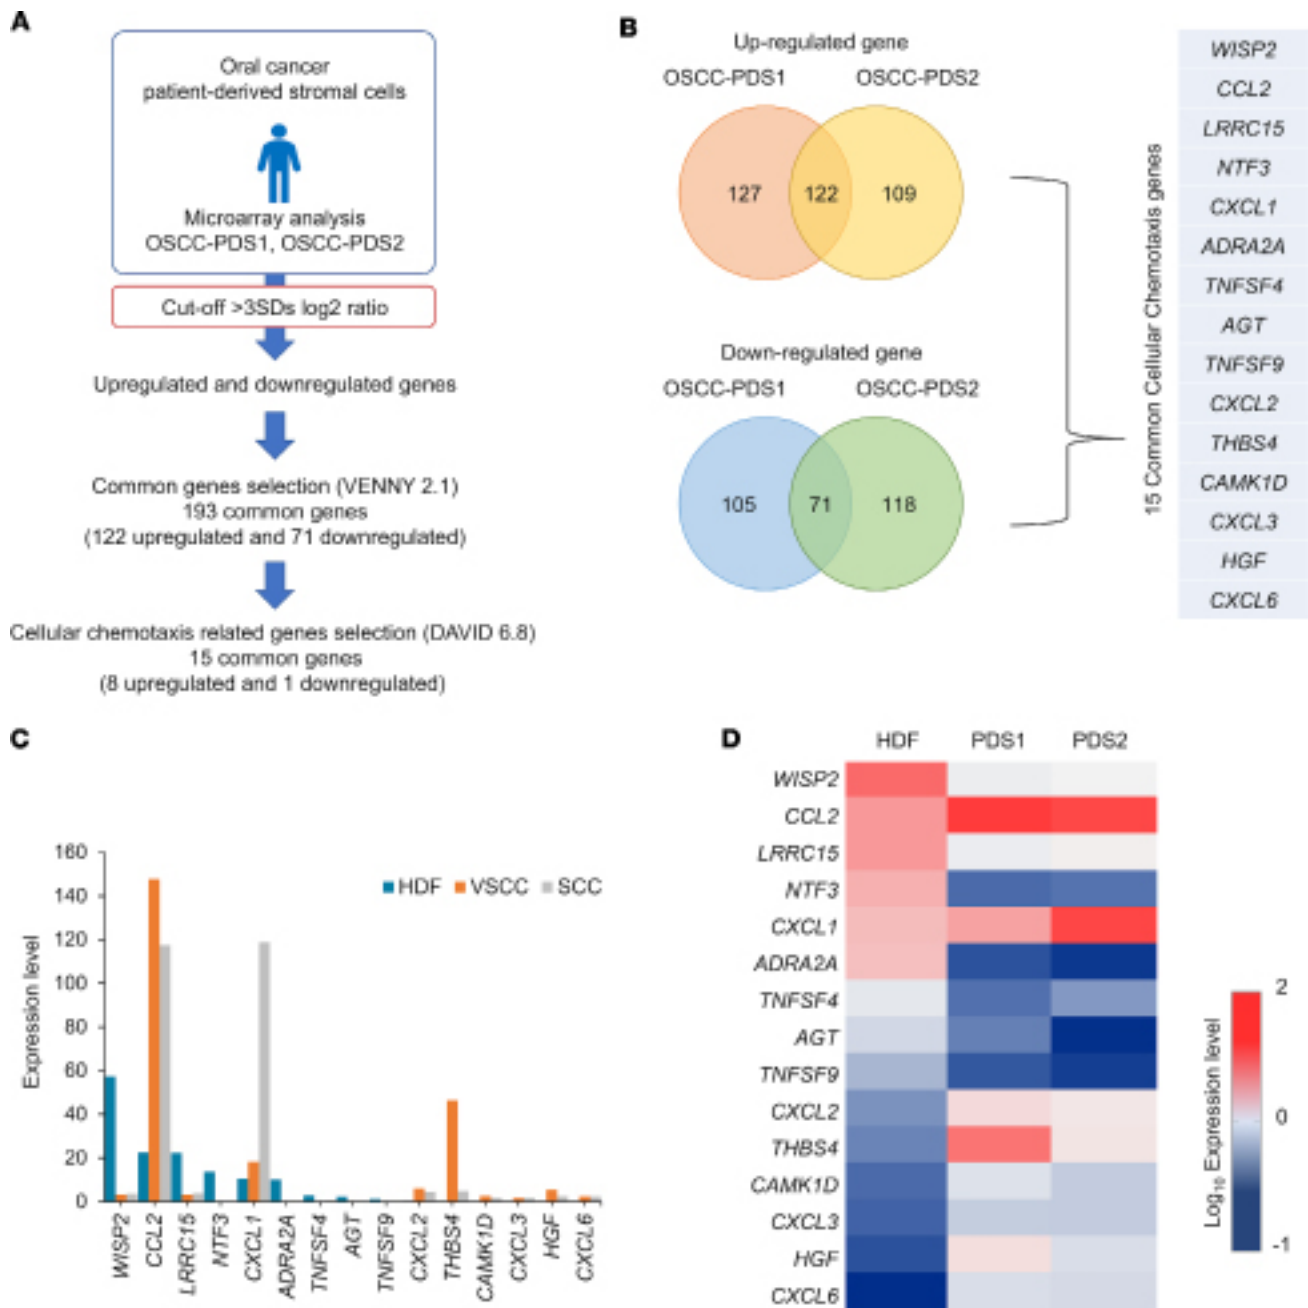 A
Oral cancer
patient-derived stromal cells
Microarray analysis
OSCC-PDS1, OSCC-PDS2
Cut-off >3SDs log2 ratio
Upregulated and downregulated genes
Common genes selection (VENNY 2.1)
193 common genes
(122 upregulated and 71 downregulated)
Cellular chemotaxis related genes selection (DAVID 6.8)
15 common genes
(8 upregulated and 1 downregulated)
B
Up-regulated gene
OSCC-PDS1 OSCC-PDS2
127 122 109
Down-regulated gene
OSCC-PDS1 OSCC-PDS2
105 71 118
15 Common Cellular Chemotaxis genes
WISP2
CCL2
LRRC15
NTF3
CXCL1
ADRA2A
TNFSF4
AGT
TNFSF9
CXCL2
THBS4
CAMK1D
CXCL3
HGF
CXCL6
C
Expression level
160
140
120
100
80
60
40
20
0
HDF VSCC SCC
WISP2
CCL2
LRRC15
NTF3
CXCL1
ADRA2A
TNFSF4
AGT
TNFSF9
CXCL2
THBS4
CAMK1D
CXCL3
HGF
CXCL6
D
HDF PDS1 PDS2
WISP2
CCL2
LRRC15
NTF3
CXCL1
ADRA2A
TNFSF4
AGT
TNFSF9
CXCL2
THBS4
CAMK1D
CXCL3
HGF
CXCL6
Log10 Expression level
2
0
-1